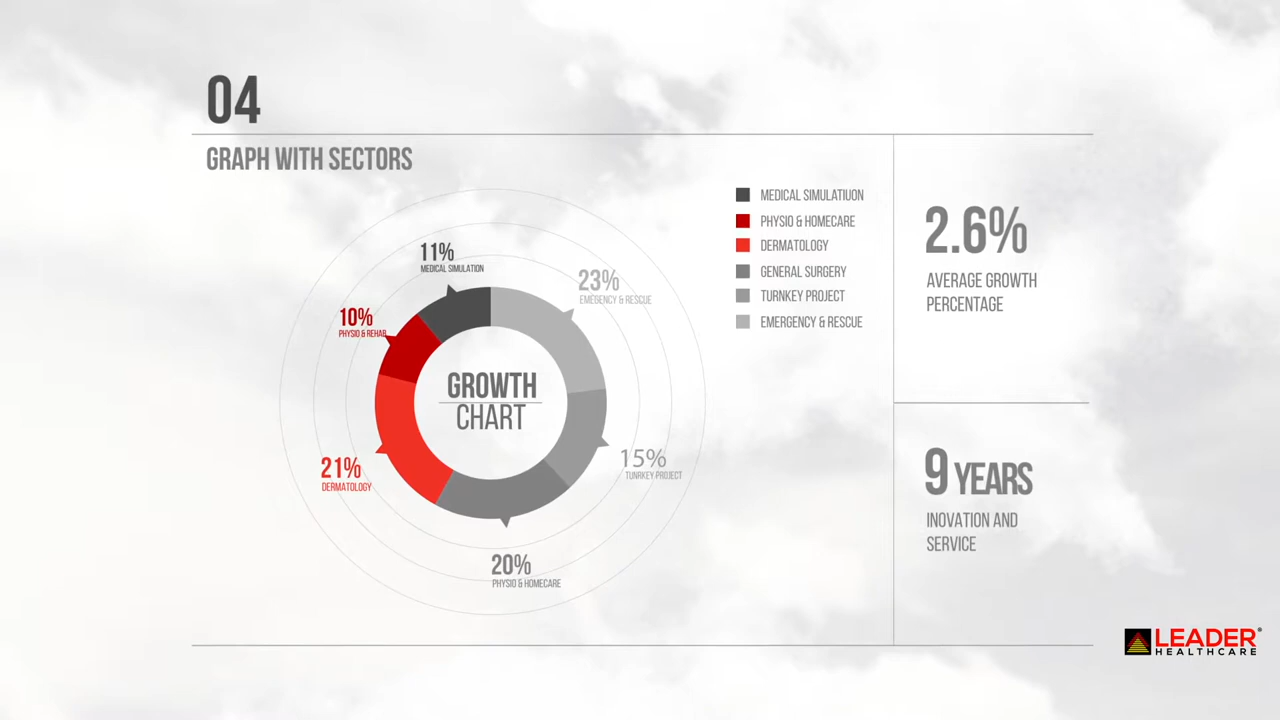 04
GRAPH WITH SECTORS
11%
MEDICAL SIMULATION
23%
EMEGENCY & RESCUE
10%
PHYSIO & REHAB
GROWTH
CHART
21%
DERMATOLOGY
15%
TUNRKEY PROJECT
20%
PHYSIO & HOMECARE
MEDICAL SIMULATIUON
PHYSIO & HOMECARE
DERMATOLOGY
GENERAL SURGERY
TURNKEY PROJECT
EMERGENCY & RESCUE
2.6%
AVERAGE GROWTH
PERCENTAGE
9 YEARS
INOVATION AND
SERVICE
LEADER®
HEALTHCARE